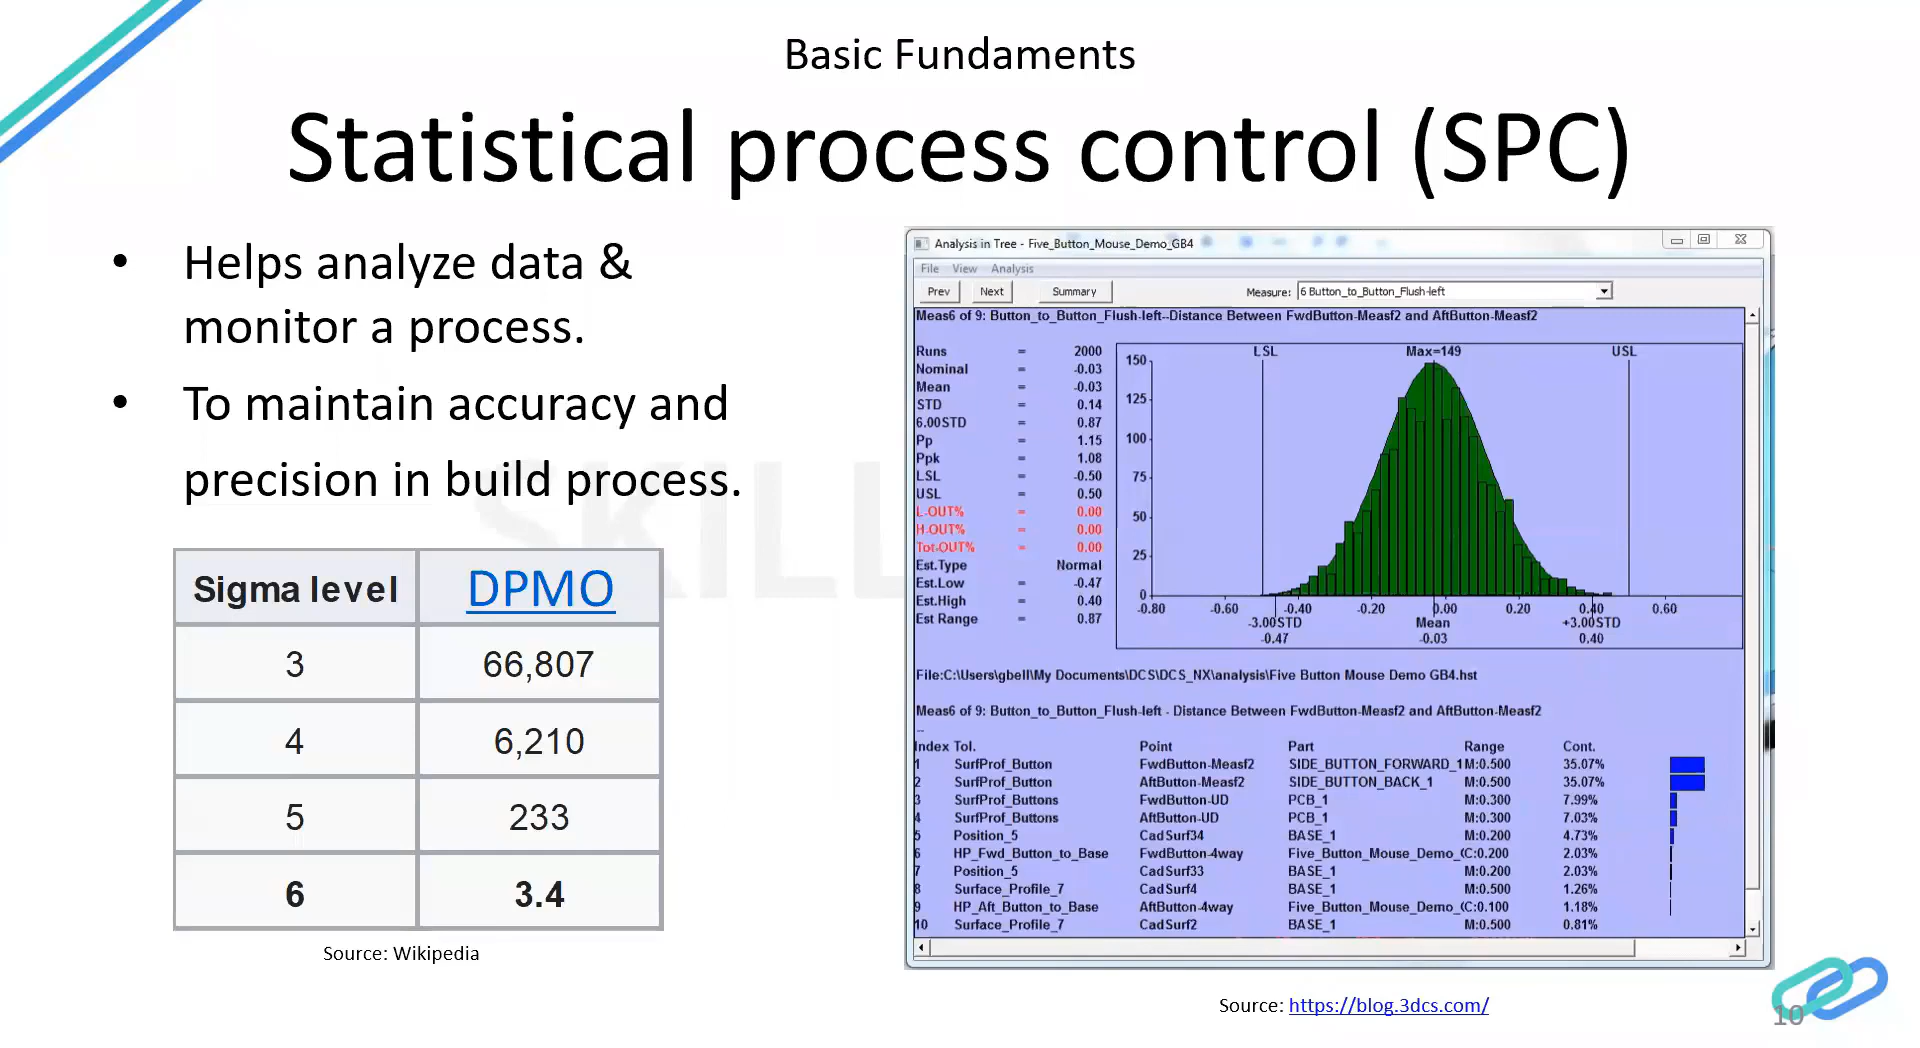 Basic Fundaments
Statistical process control (SPC)
• Helps analyze data &
monitor a process.
• To maintain accuracy and
precision in build process.
Sigma level DPMO
3 66,807
4 6,210
5 233
6 3.4
Source: Wikipedia
Analysis in Tree - Five_Button_Mouse_Demo_GB4
File View Analysis
Prev Next Summary Measure: 6 Button_to_Button_Flush-left
Meas6 of 9: Button_to_Button_Flush-left--Distance Between FwdButton-Measf2 and AftButton-Measf2
Runs = 2000
Nominal = -0.03
Mean = -0.03
STD = 0.14
6.00STD = 0.87
Pp = 1.15
Ppk = 1.08
LSL = -0.50
USL = 0.50
L-OUT% = 0.00
H-OUT% = 0.00
Tot-OUT% = 0.00
Est.Type Normal
Est.Low = -0.47
Est.High = 0.40
Est Range = 0.87
LSL Max=149 USL
150
125
100
75
50
25
0
-0.80 -0.60 -0.40 -0.20 0.00 0.20 0.40 0.60
-3.00STD Mean +3.00STD
-0.47 -0.03 0.40
File:C:\Users\gbell\My Documents\DCS\DCS_NX\analysis\Five Button Mouse Demo GB4.hst
Meas6 of 9: Button_to_Button_Flush-left - Distance Between FwdButton-Measf2 and AftButton-Measf2
--
Index Tol. Point Part Range Cont.
1 SurfProf_Button FwdButton-Measf2 SIDE_BUTTON_FORWARD_1 M:0.500 35.07%
2 SurfProf_Button AftButton-Measf2 SIDE_BUTTON_BACK_1 M:0.500 35.07%
3 SurfProf_Buttons FwdButton-UD PCB_1 M:0.300 7.99%
4 SurfProf_Buttons AftButton-UD PCB_1 M:0.300 7.03%
5 Position_5 CadSurf34 BASE_1 M:0.200 4.73%
6 HP_Fwd_Button_to_Base FwdButton-4way Five_Button_Mouse_Demo_(C:0.200 2.03%
7 Position_5 CadSurf33 BASE_1 M:0.200 2.03%
8 Surface_Profile_7 CadSurf4 BASE_1 M:0.500 1.26%
9 HP_Aft_Button_to_Base AftButton-4way Five_Button_Mouse_Demo_(C:0.100 1.18%
10 Surface_Profile_7 CadSurf2 BASE_1 M:0.500 0.81%
Source: https://blog.3dcs.com/
10
SKILL